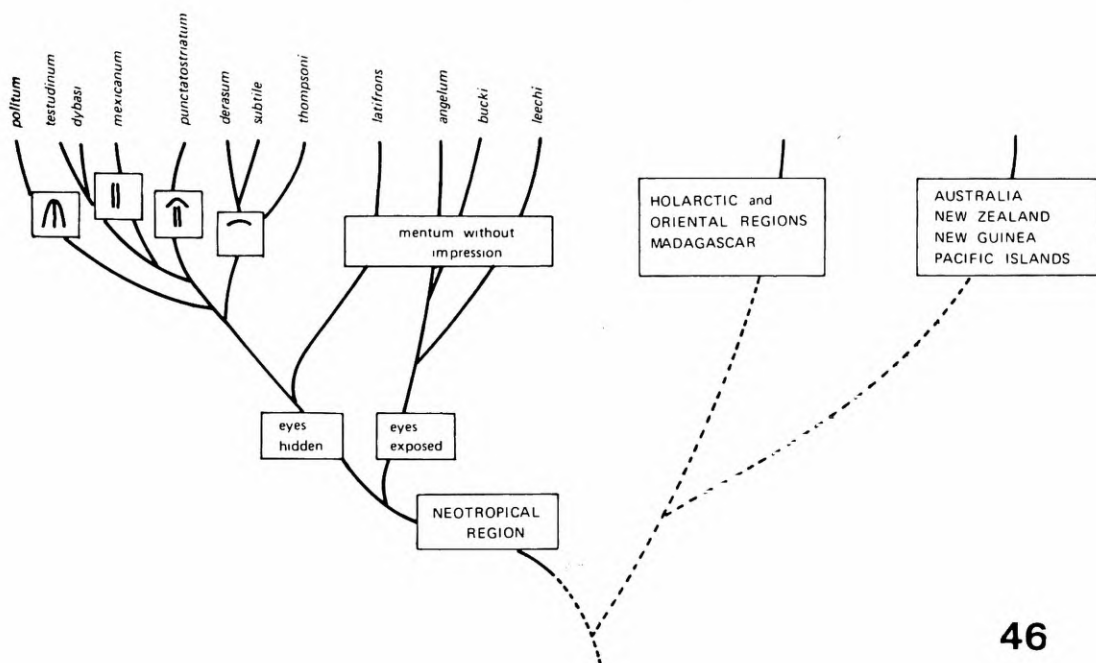 politum
testudinum
dybasi
mexicanum
punctatostriatum
derasum
subtile
thompsoni
latifrons
angelum
bucki
leechi
mentum without
impression
HOLARCTIC and
ORIENTAL REGIONS
MADAGASCAR
AUSTRALIA
NEW ZEALAND
NEW GUINEA
PACIFIC ISLANDS
eyes
hidden
eyes
exposed
NEOTROPICAL
REGION
46